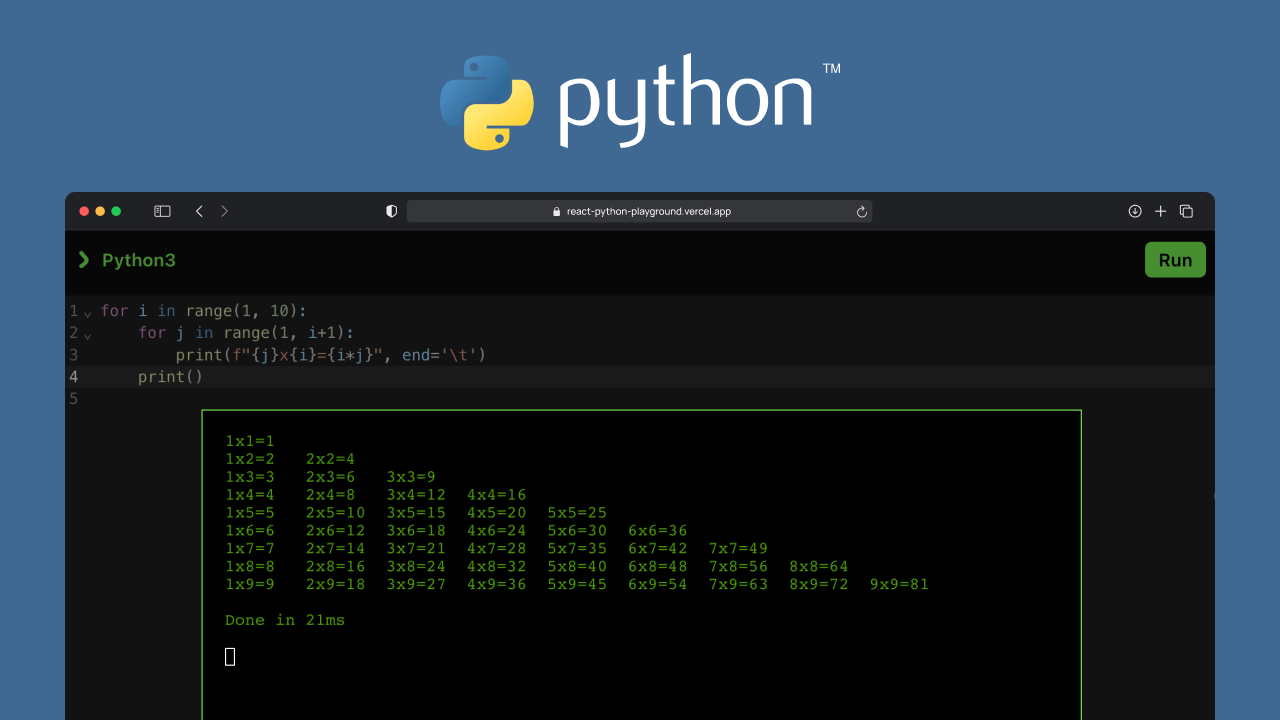 python™
react-python-playground.vercel.app
Python3
Run
1 for i in range(1, 10):
2     for j in range(1, i+1):
3         print(f"{j}x{i}={i*j}", end='\t')
4     print()
5
1x1=1
1x2=2 2x2=4
1x3=3 2x3=6 3x3=9
1x4=4 2x4=8 3x4=12 4x4=16
1x5=5 2x5=10 3x5=15 4x5=20 5x5=25
1x6=6 2x6=12 3x6=18 4x6=24 5x6=30 6x6=36
1x7=7 2x7=14 3x7=21 4x7=28 5x7=35 6x7=42 7x7=49
1x8=8 2x8=16 3x8=24 4x8=32 5x8=40 6x8=48 7x8=56 8x8=64
1x9=9 2x9=18 3x9=27 4x9=36 5x9=45 6x9=54 7x9=63 8x9=72 9x9=81
Done in 21ms